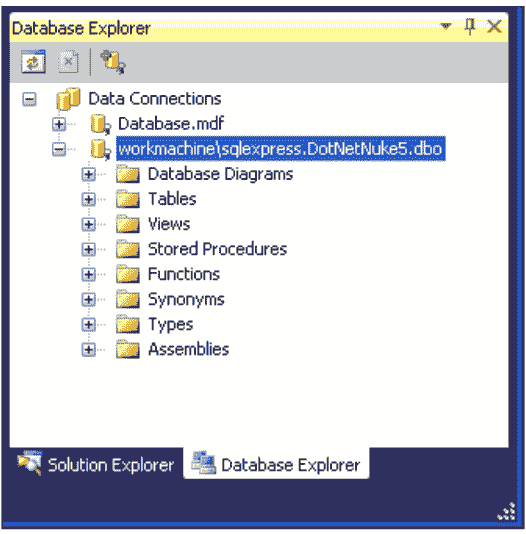 Database Explorer
Data Connections
Database.mdf
workmachine\sqlexpress.DotNetNuke5.dbo
Database Diagrams
Tables
Views
Stored Procedures
Functions
Synonyms
Types
Assemblies
Solution Explorer Database Explorer